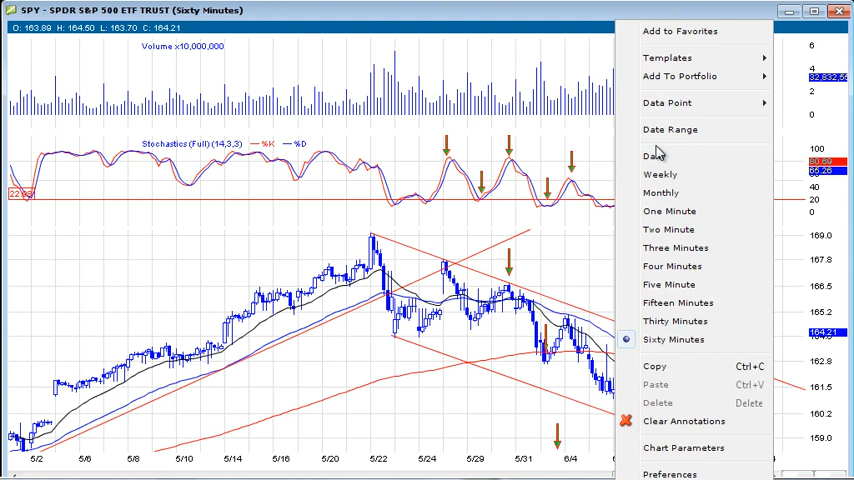 SPY - SPDR S&P 500 ETF TRUST (Sixty Minutes)
O: 163.89 H: 164.50 L: 163.70 C: 164.21
Volume x10,000,000
6
4
2
0
Stochastics (Full) (14,3,3) %K %D
100
80.69
65.26
40
20
0
169.0
167.8
166.5
165.2
164.21
162.8
161.5
160.2
159.0
5/2 5/6 5/8 5/10 5/14 5/16 5/20 5/22 5/24 5/29 5/31 6/4
Add to Favorites
Templates
Add To Portfolio
Data Point
Date Range
Weekly
Monthly
One Minute
Two Minute
Three Minutes
Four Minutes
Five Minute
Fifteen Minutes
Thirty Minutes
Sixty Minutes
Copy Ctrl+C
Paste Ctrl+V
Delete Delete
Clear Annotations
Chart Parameters
Preferences